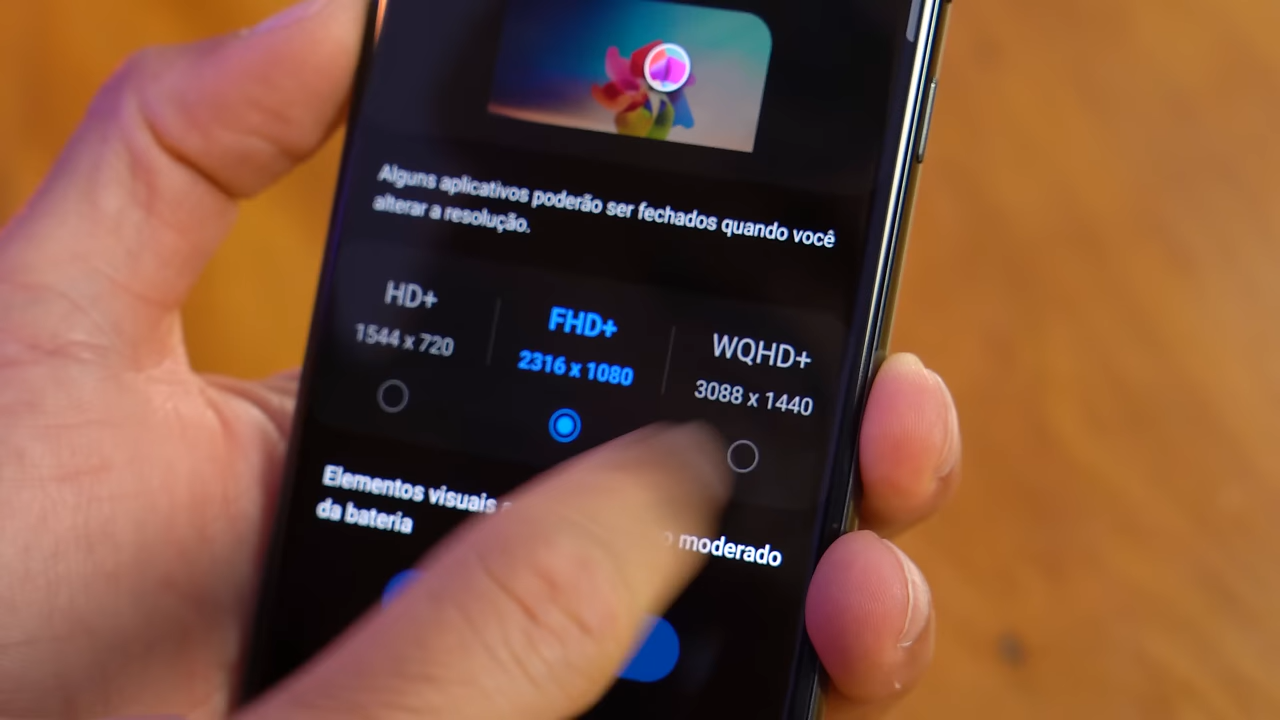 Alguns aplicativos poderão ser fechados quando você
alterar a resolução.
HD+
1544 x 720
FHD+
2316 x 1080
WQHD+
3088 x 1440
Elementos visuais
moderado
da bateria